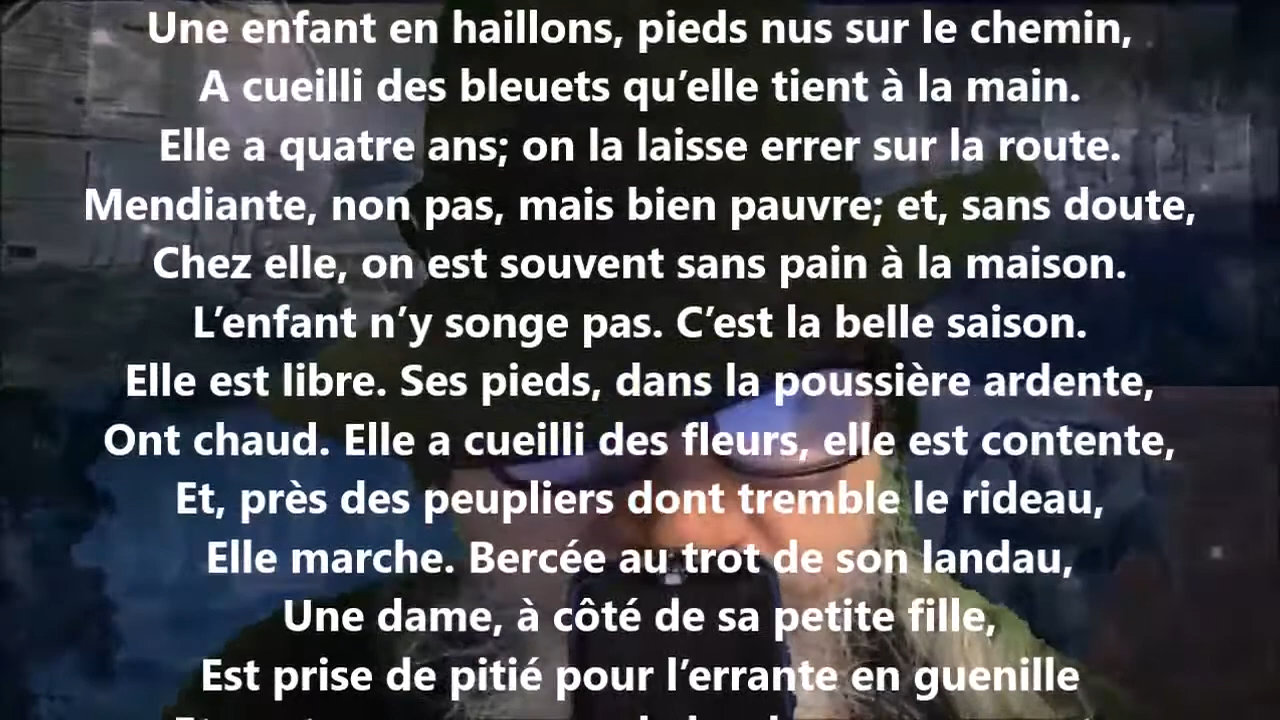 Une enfant en haillons, pieds nus sur le chemin,
A cueilli des bleuets qu’elle tient à la main.
Elle a quatre ans; on la laisse errer sur la route.
Mendiante, non pas, mais bien pauvre; et, sans doute,
Chez elle, on est souvent sans pain à la maison.
L’enfant n’y songe pas. C’est la belle saison.
Elle est libre. Ses pieds, dans la poussière ardente,
Ont chaud. Elle a cueilli des fleurs, elle est contente,
Et, près des peupliers dont tremble le rideau,
Elle marche. Bercée au trot de son landau,
Une dame, à côté de sa petite fille,
Est prise de pitié pour l’errante en guenille